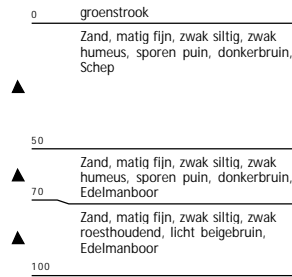 0 groenstrook
Zand, matig fijn, zwak siltig, zwak
humeus, sporen puin, donkerbruin,
Schep
50
Zand, matig fijn, zwak siltig, zwak
humeus, sporen puin, donkerbruin,
Edelmanboor
70
Zand, matig fijn, zwak siltig, zwak
roesthoudend, licht beigebruin,
Edelmanboor
100